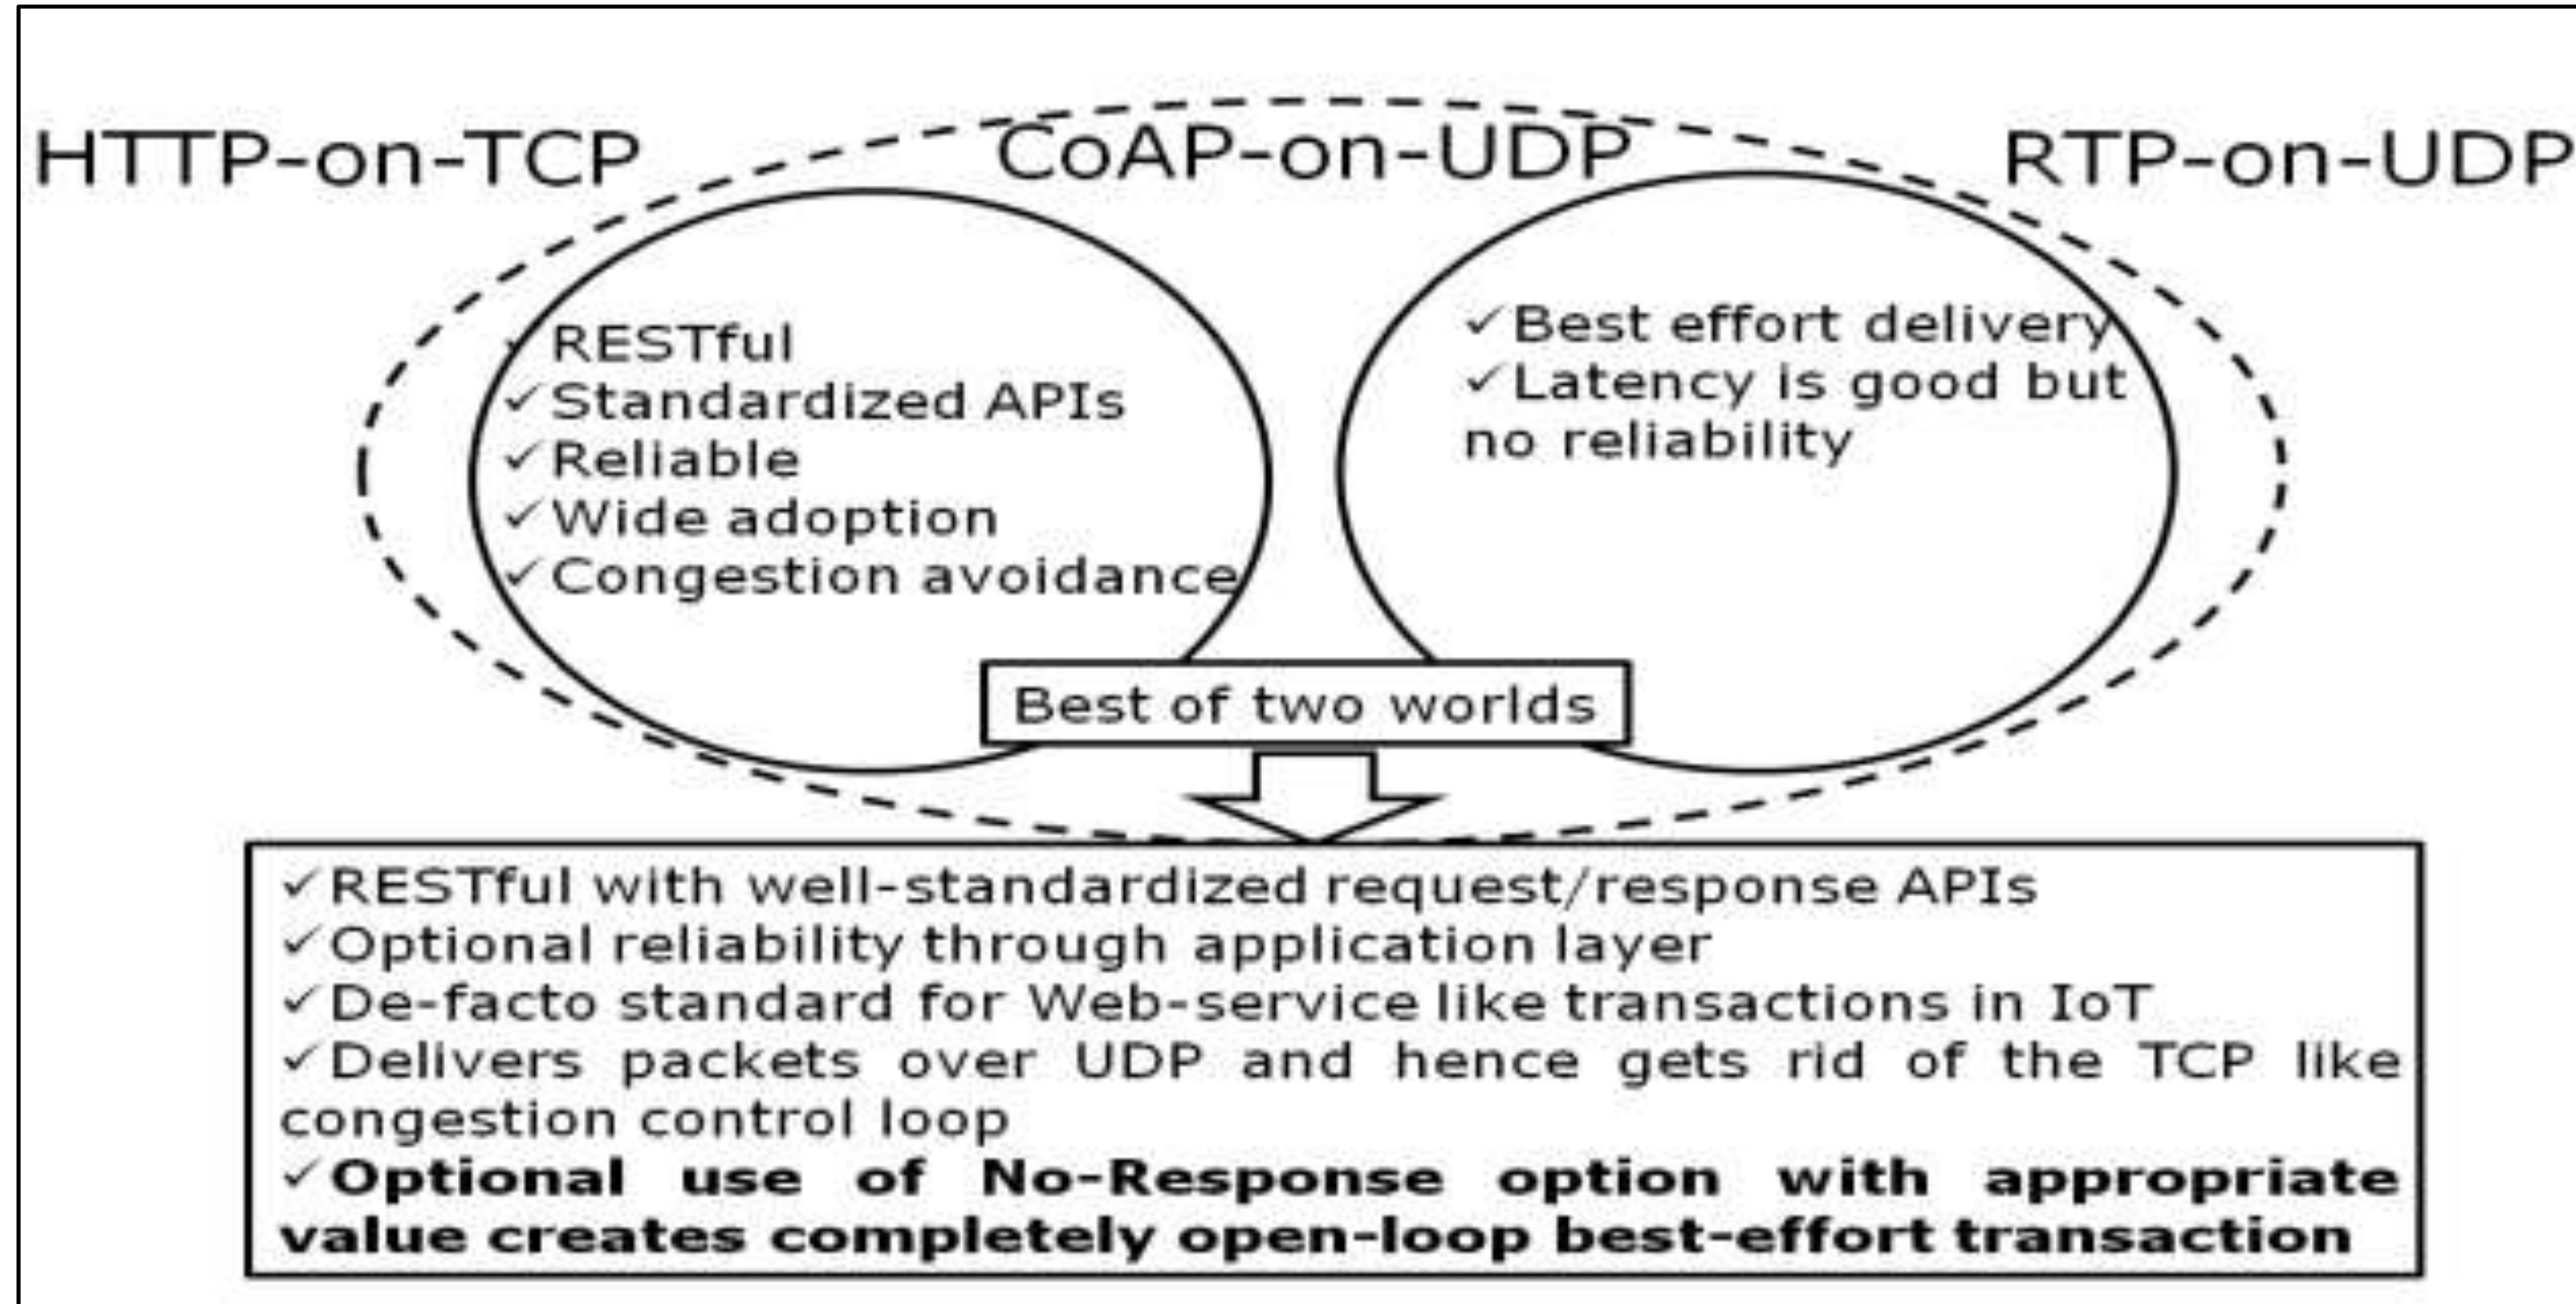 HTTP-on-TCP
CoAP-on-UDP
RTP-on-UDP
✓ RESTful
✓Standardized APIs
✓Reliable
✓Wide adoption
✓Congestion avoidance
✓Best effort delivery
✓Latency is good but
no reliability
Best of two worlds
✓RESTful with well-standardized request/response APIs
✓Optional reliability through application layer
✓De-facto standard for Web-service like transactions in IoT
✓Delivers packets over UDP and hence gets rid of the TCP like
congestion control loop
✓Optional use of No-Response option with appropriate
value creates completely open-loop best-effort transaction